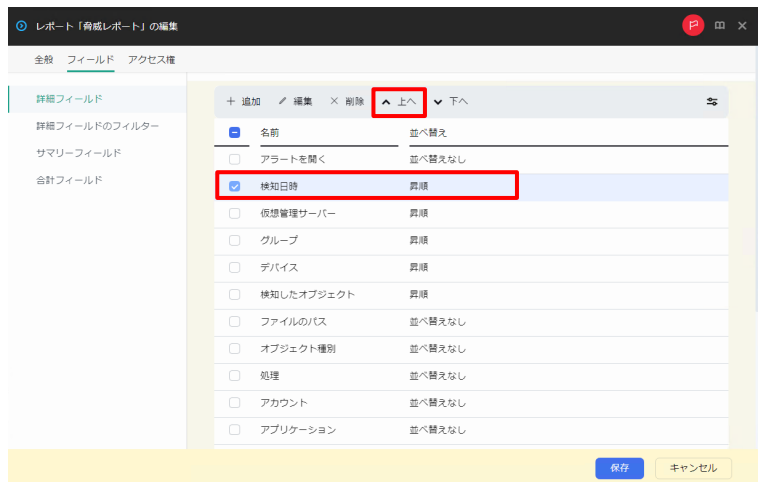 レポート「脅威レポート」の編集
全般 フィールド アクセス権
詳細フィールド
詳細フィールドのフィルター
サマリーフィールド
合計フィールド
追加 編集 削除 上へ 下へ
名前 並べ替え
アラートを開く 並べ替えなし
検知日時 昇順
仮想管理サーバー 昇順
グループ 昇順
デバイス 昇順
検知したオブジェクト 昇順
ファイルのパス 並べ替えなし
オブジェクト種別 並べ替えなし
処理 並べ替えなし
アカウント 並べ替えなし
アプリケーション 並べ替えなし
保存 キャンセル